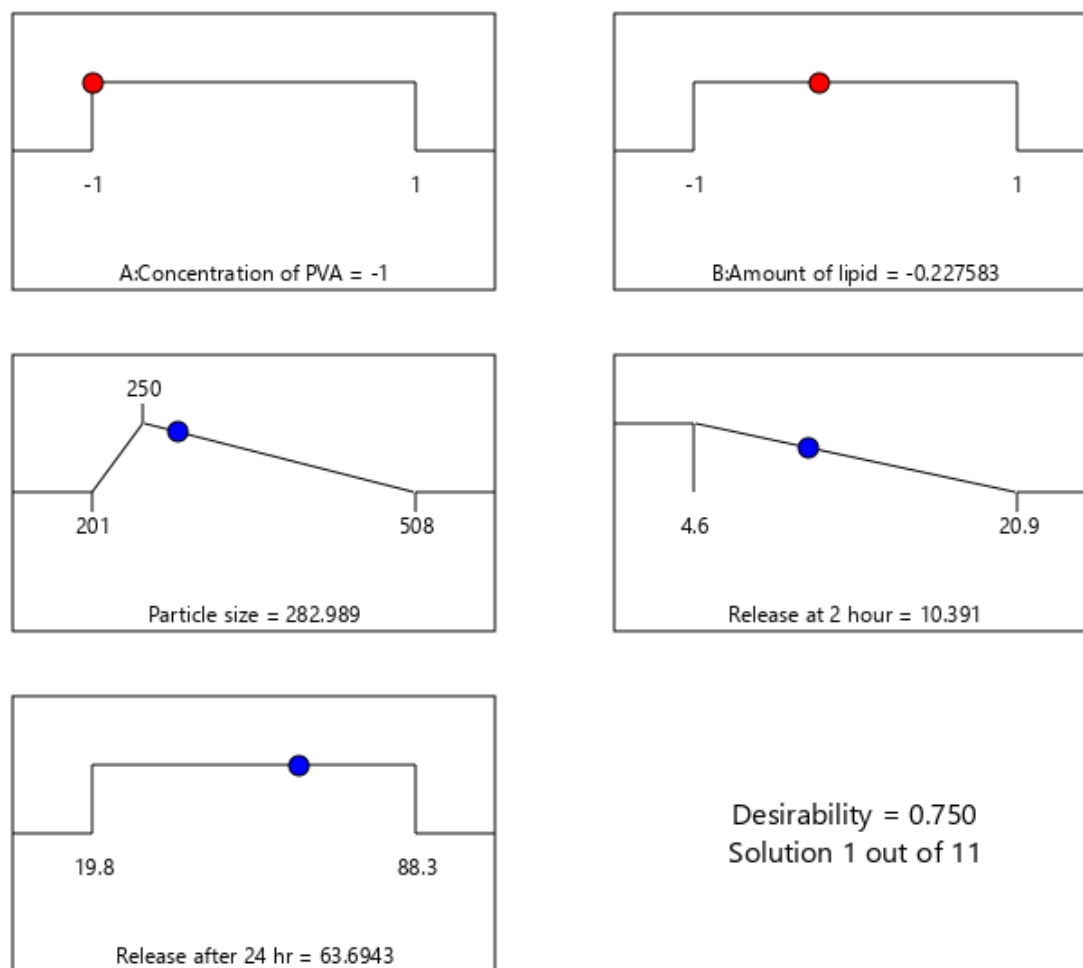 -1 1
A:Concentration of PVA = -1
-1 1
B:Amount of lipid = -0.227583
250
201 508
Particle size = 282.989
4.6 20.9
Release at 2 hour = 10.391
19.8 88.3
Release after 24 hr = 63.6943
Desirability = 0.750
Solution 1 out of 11